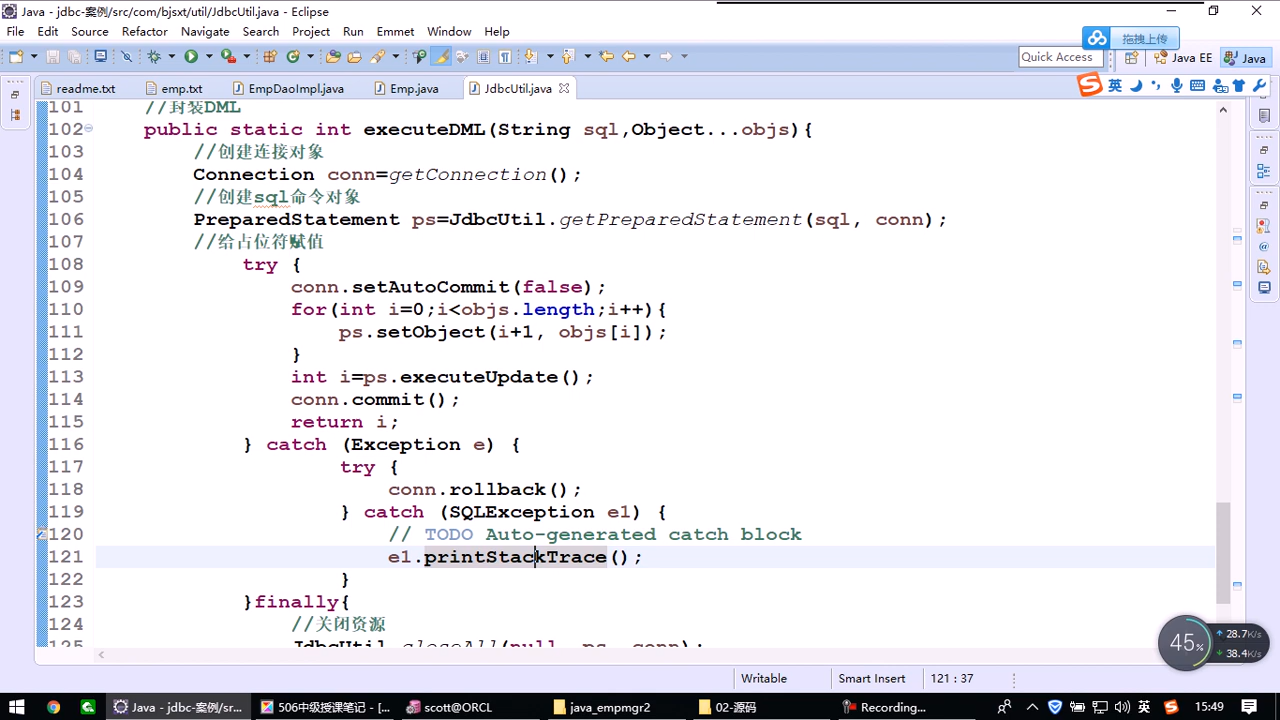 Java - jdbc-案例/src/com/bjsxt/util/JdbcUtil.java - Eclipse
File Edit Source Refactor Navigate Search Project Run Emmet Window Help
拖拽上传
Quick Access
Java EE
Java
readme.txt
emp.txt
EmpDaoImpl.java
Emp.java
JdbcUtil.java
英
101 //封装DML
102 public static int executeDML(String sql,Object...objs){
103 //创建连接对象
104 Connection conn=getConnection();
105 //创建sql命令对象
106 PreparedStatement ps=JdbcUtil.getPreparedStatement(sql, conn);
107 //给占位符赋值
108 try {
109 conn.setAutoCommit(false);
110 for(int i=0;i<objs.length;i++){
111 ps.setObject(i+1, objs[i]);
112 }
113 int i=ps.executeUpdate();
114 conn.commit();
115 return i;
116 } catch (Exception e) {
117 try {
118 conn.rollback();
119 } catch (SQLException e1) {
120 // TODO Auto-generated catch block
121 e1.printStackTrace();
122 }
123 }finally{
124 //关闭资源
125 JdbcUtil.closeAll(null, ps, conn);
45%
28.7K/s
38.4K/s
Writable
Smart Insert
121 : 37
Java - jdbc-案例/sr...
506中级授课笔记 - [...
scott@ORCL
java_empmgr2
02-源码
Recording...
英
15:49